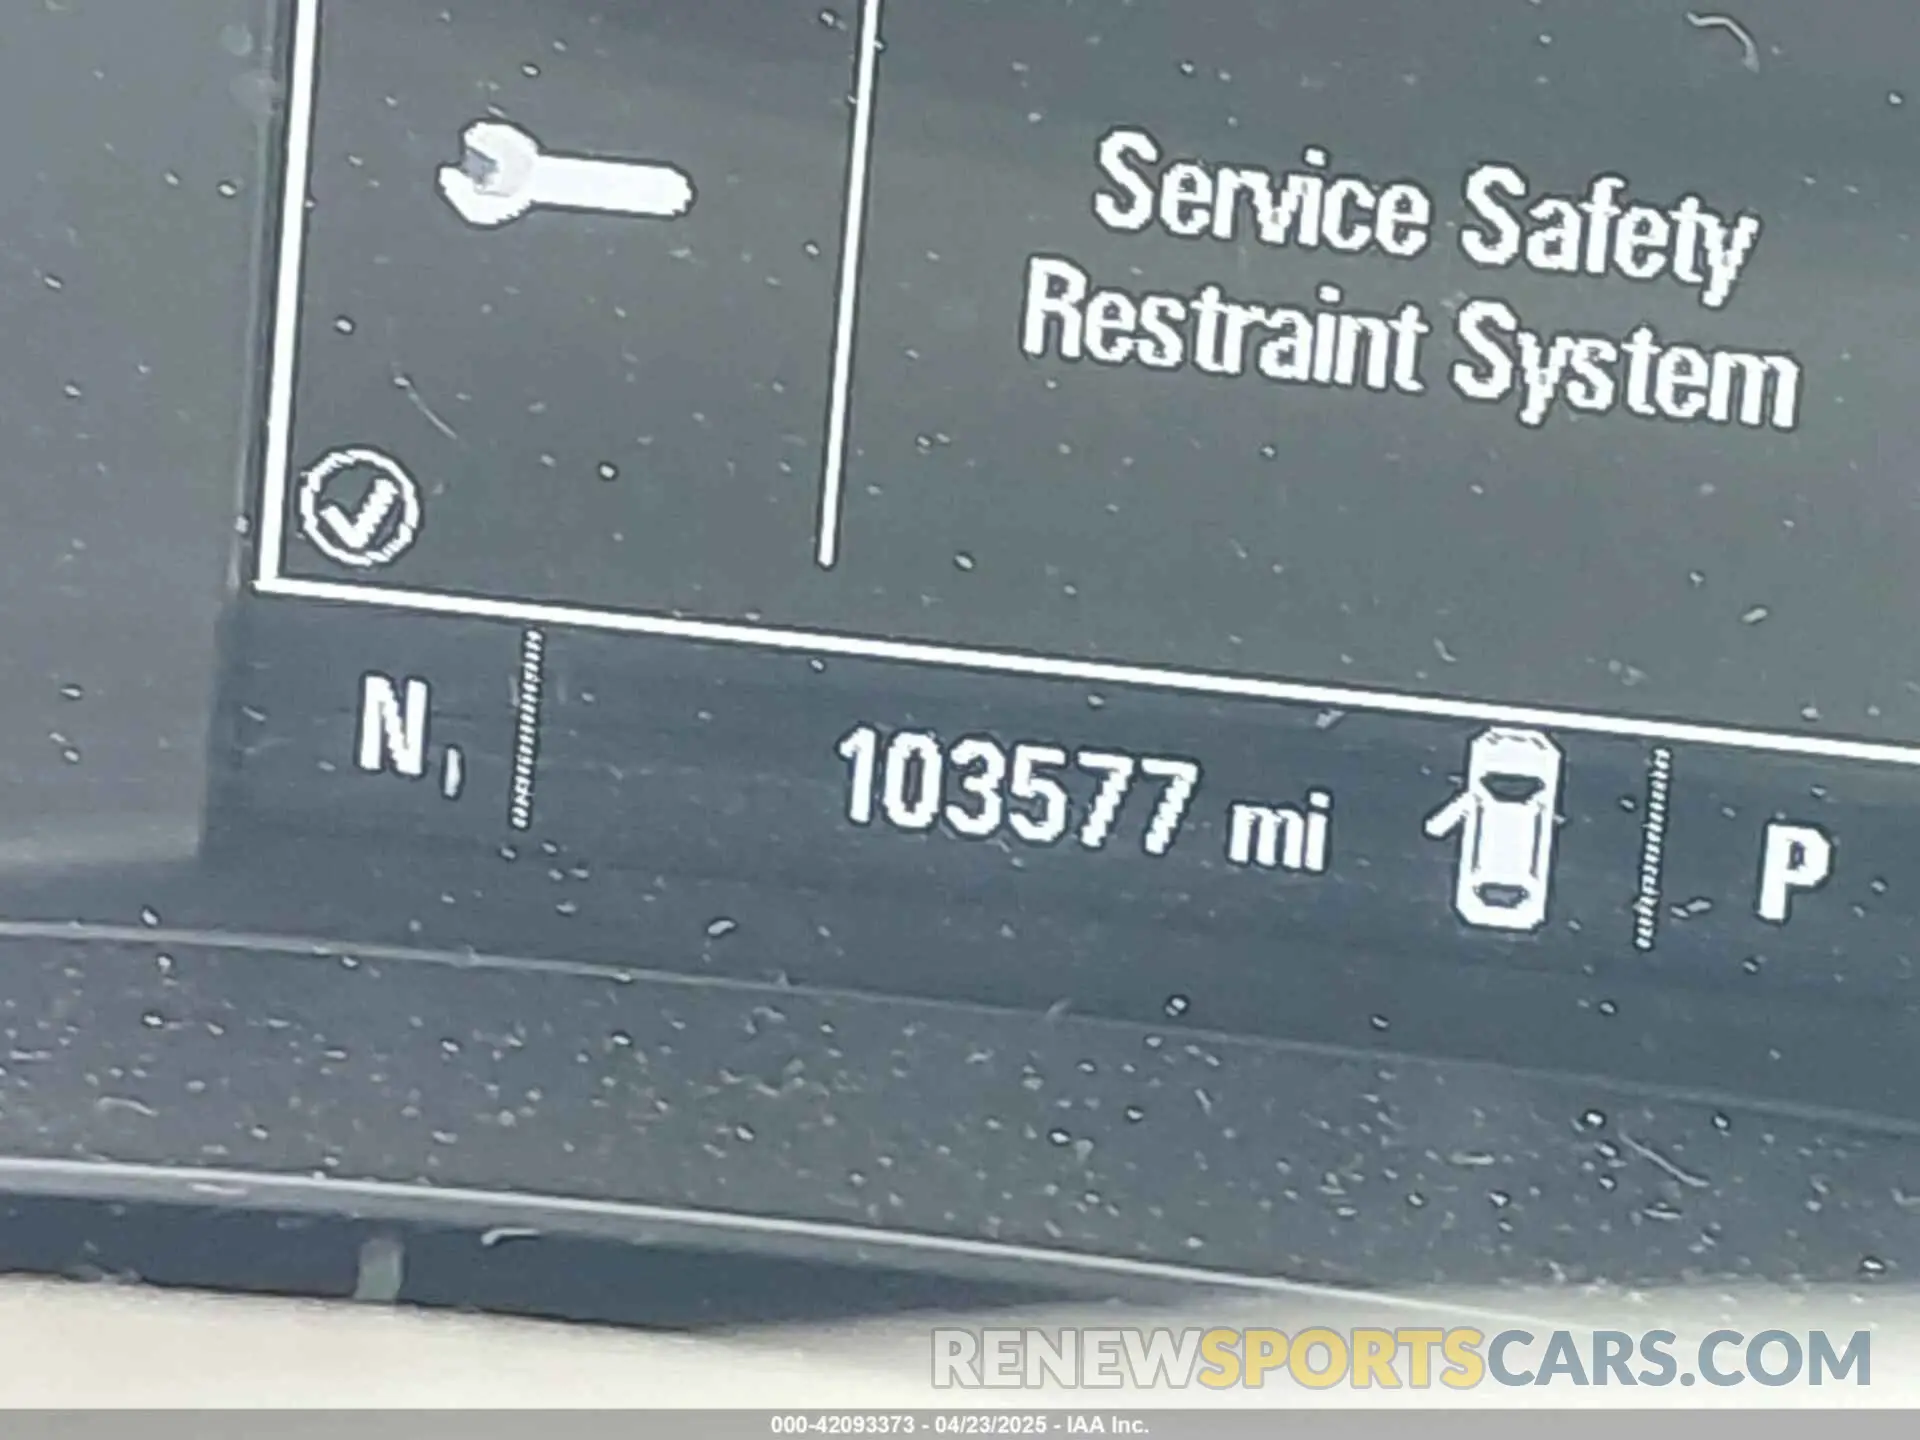 Service Safety
Restraint System
N
103577 mi
P
RENEWSPORTSCARS.COM
000-42093373 - 04/23/2025 - IAA Inc.